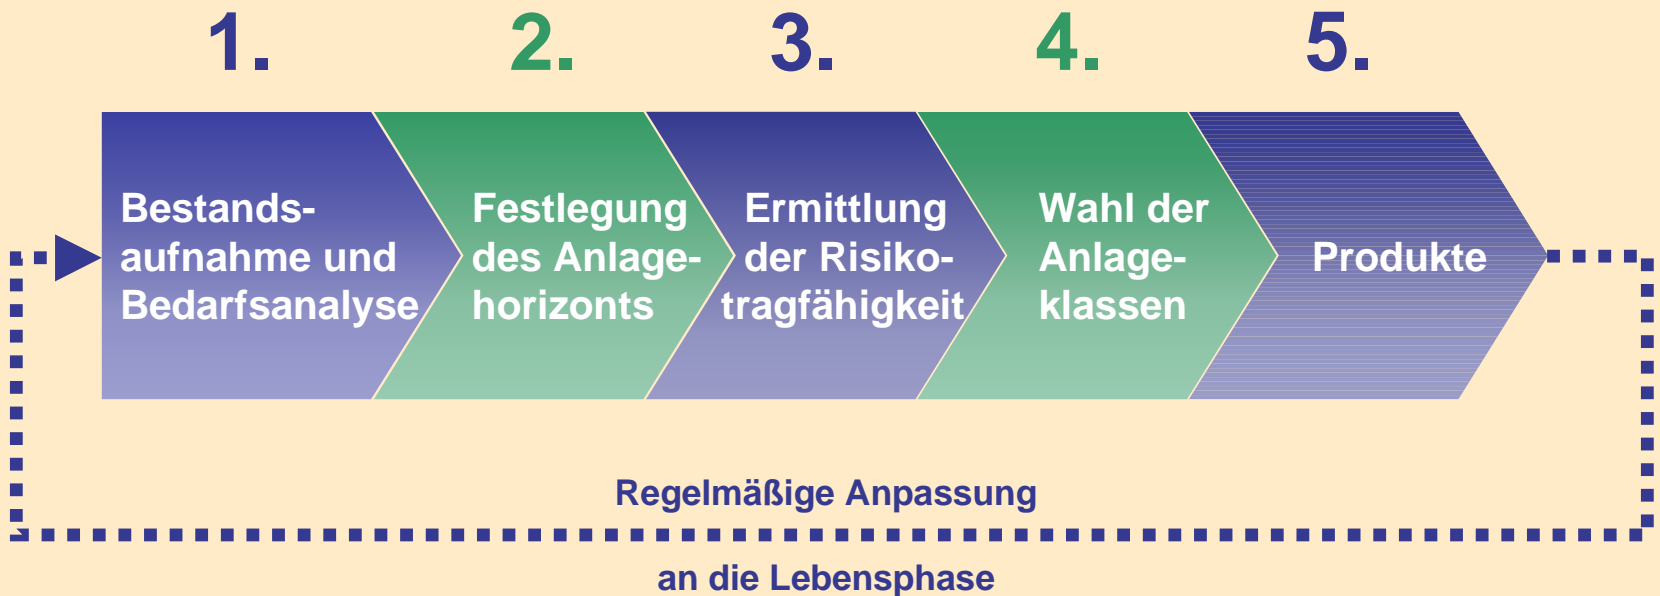 1.
2.
3.
4.
5.
Bestands-
aufnahme und
Bedarfsanalyse
Festlegung
des Anlage-
horizonts
Ermittlung
der Risiko-
tragfähigkeit
Wahl der
Anlage-
klassen
Produkte
Regelmäßige Anpassung
an die Lebensphase